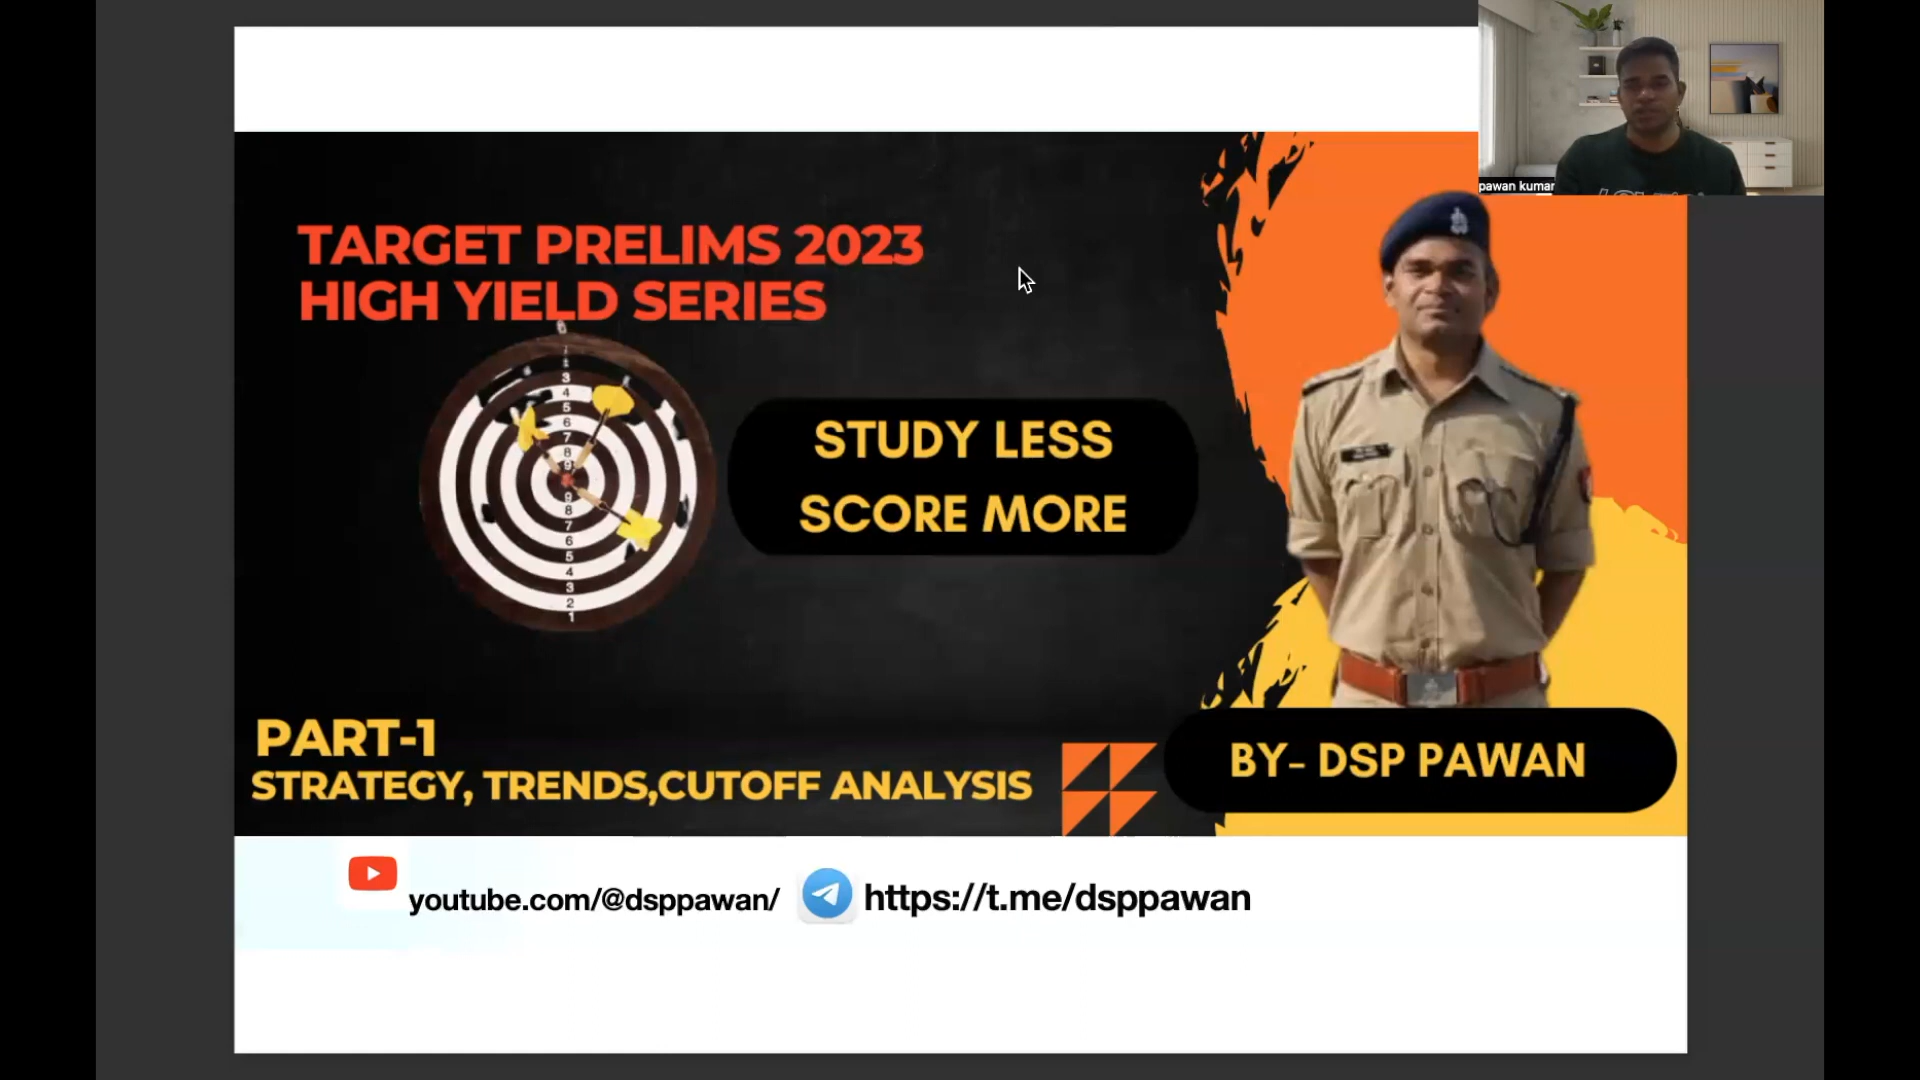 pawan kumar
TARGET PRELIMS 2023
HIGH YIELD SERIES
STUDY LESS
SCORE MORE
PART-1
STRATEGY, TRENDS,CUTOFF ANALYSIS
BY- DSP PAWAN
youtube.com/@dsppawan/
https://t.me/dsppawan